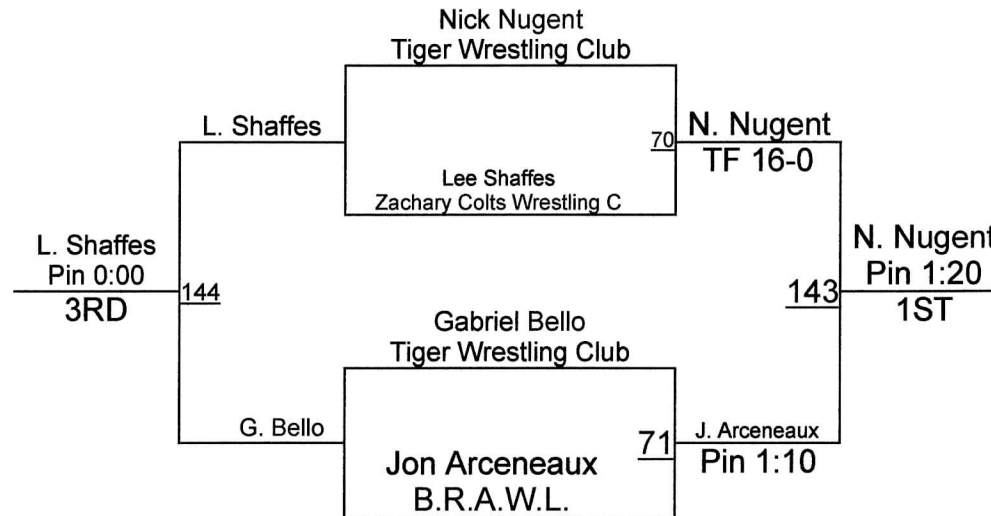 Nick Nugent
Tiger Wrestling Club
L. Shaffes
70
N. Nugent
TF 16-0
Lee Shaffes
Zachary Colts Wrestling C
L. Shaffes
Pin 0:00
3RD
144
143
N. Nugent
Pin 1:20
1ST
Gabriel Bello
Tiger Wrestling Club
G. Bello
71
J. Arceneaux
Pin 1:10
Jon Arceneaux
B.R.A.W.L.